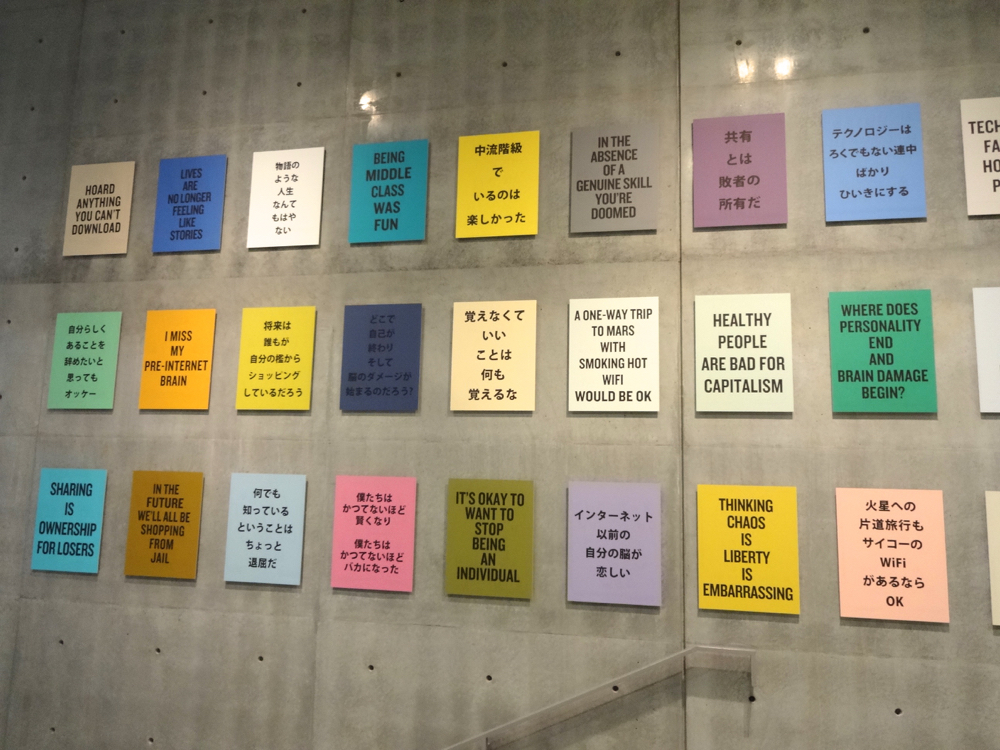 HOARD
ANYTHING
YOU CAN'T
DOWNLOAD
LIVES
ARE
NO LONGER
FEELING
LIKE
STORIES
物語の
ような
人生
なんて
もはや
ない
BEING
MIDDLE
CLASS
WAS
FUN
中流階級
で
いるのは
楽しかった
IN THE
ABSENCE
OF A
GENUINE SKILL
YOU'RE
DOOMED
共有
とは
敗者の
所有だ
テクノロジーは
ろくでもない連中
ばかり
ひいきにする
TECH
FA
HO
P
自分らしく
あることを
辞めたいと
思っても
オッケー
I MISS
MY
PRE-INTERNET
BRAIN
将来は
誰もが
自分の檻から
ショッピング
しているだろう
どこで
自己が
終わり
そして
脳のダメージが
始まるのだろう?
覚えなくて
いい
ことは
何も
覚えるな
A ONE-WAY TRIP
TO MARS
WITH
SMOKING HOT
WIFI
WOULD BE OK
HEALTHY
PEOPLE
ARE BAD FOR
CAPITALISM
WHERE DOES
PERSONALITY
END
AND
BRAIN DAMAGE
BEGIN?
SHARING
IS
OWNERSHIP
FOR LOSERS
IN THE
FUTURE
WE'LL ALL BE
SHOPPING
FROM
JAIL
何でも
知っている
ということは
ちょっと
退屈だ
僕たちは
かつてないほど
賢くなり
僕たちは
かつてないほど
バカになった
IT'S OKAY TO
WANT TO
STOP
BEING
AN
INDIVIDUAL
インターネット
以前の
自分の脳が
恋しい
THINKING
CHAOS
IS
LIBERTY
IS
EMBARRASSING
火星への
片道旅行も
サイコーの
WiFi
があるなら
OK